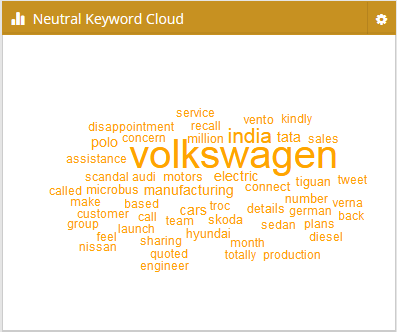 Neutral Keyword Cloud
service
disappointment recall vento kindly
polo concern million india tata sales
assistance volkswagen
scandal audi motors electric tiguan tweet
called microbus manufacturing connect
make based cars troc details number verna
customer call skoda german back
group launch team sedan plans
feel sharing hyundai month diesel
nissan quoted totally production
engineer